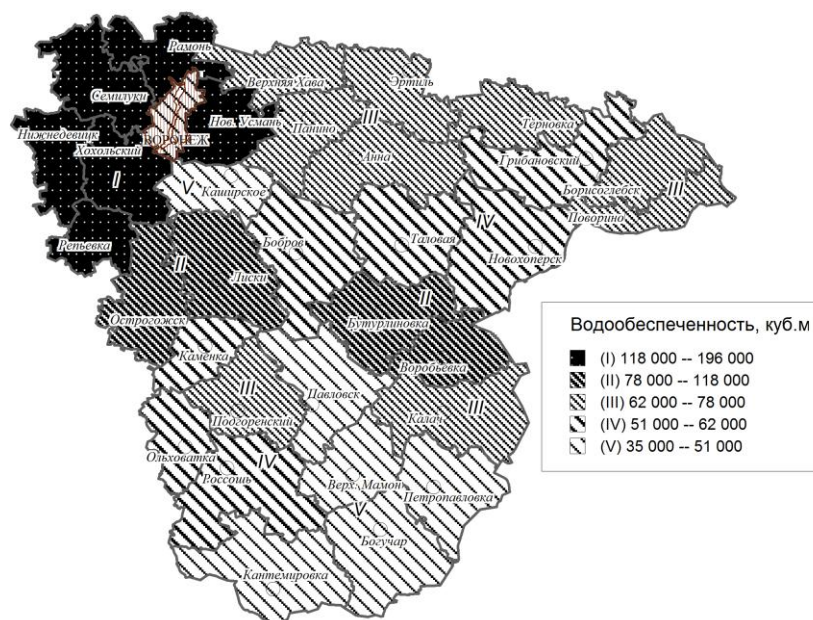 Рамонь
Верхняя Хава
Эртиль
Семилуки
Нов. Усмань
Панино
III
Терновка
Нижнедевицк
ВОРОНЕЖ
Хохольский
Анна
Грибановский
I
V
Каширское
Борисоглебск
III
Поворино
IV
Репьевка
Бобров
Таловая
Новохоперск
II
Лиски
II
Острогожск
Бутурлиновка
Каменка
Воробьевка
III
Павловск
III
Подгоренский
Калач
Ольховатка
IV
Россошь
Верх. Мамон
Петропавловка
V
Богучар
Кантемировка
Водообеспеченность, куб.м
(I) 118 000 -- 196 000
(II) 78 000 -- 118 000
(III) 62 000 -- 78 000
(IV) 51 000 -- 62 000
(V) 35 000 -- 51 000